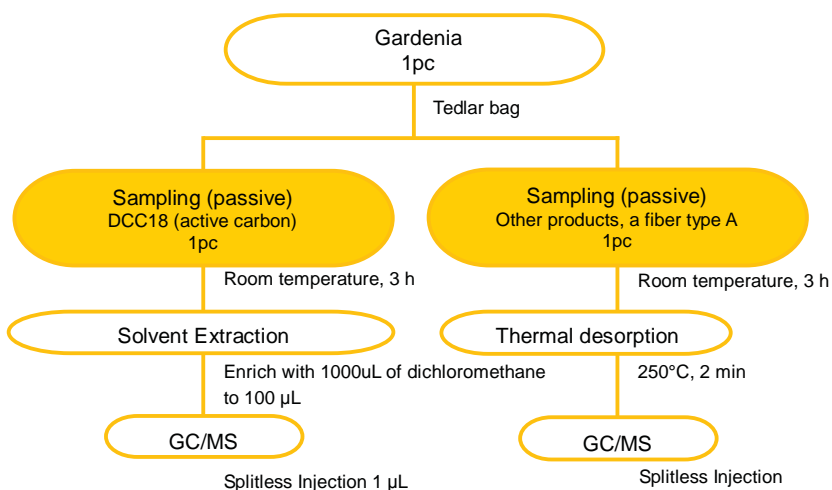 Gardenia
1pc
Tedlar bag
Sampling (passive)
DCC18 (active carbon)
1pc
Room temperature, 3 h
Solvent Extraction
Enrich with 1000uL of dichloromethane
to 100 µL
GC/MS
Splitless Injection 1 µL
Sampling (passive)
Other products, a fiber type A
1pc
Room temperature, 3 h
Thermal desorption
250°C, 2 min
GC/MS
Splitless Injection